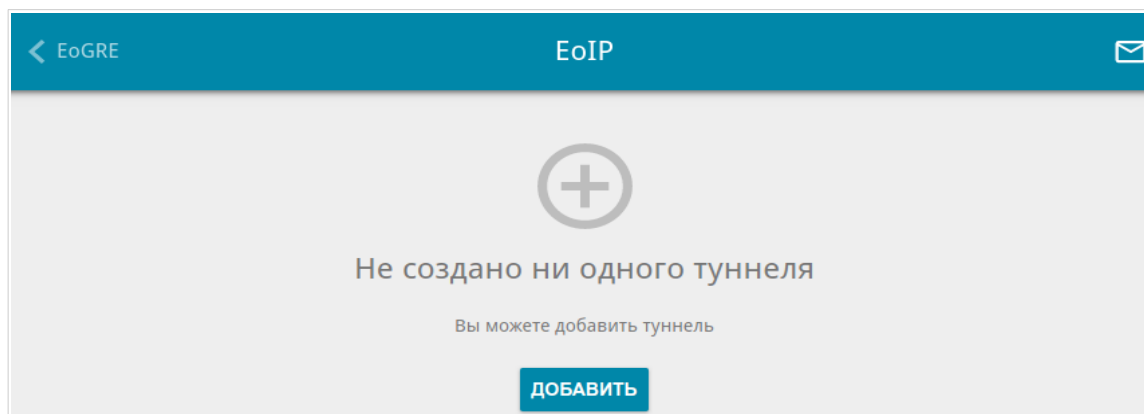 EoGRE
EoIP
Не создано ни одного туннеля
Вы можете добавить туннель
ДОБАВИТЬ